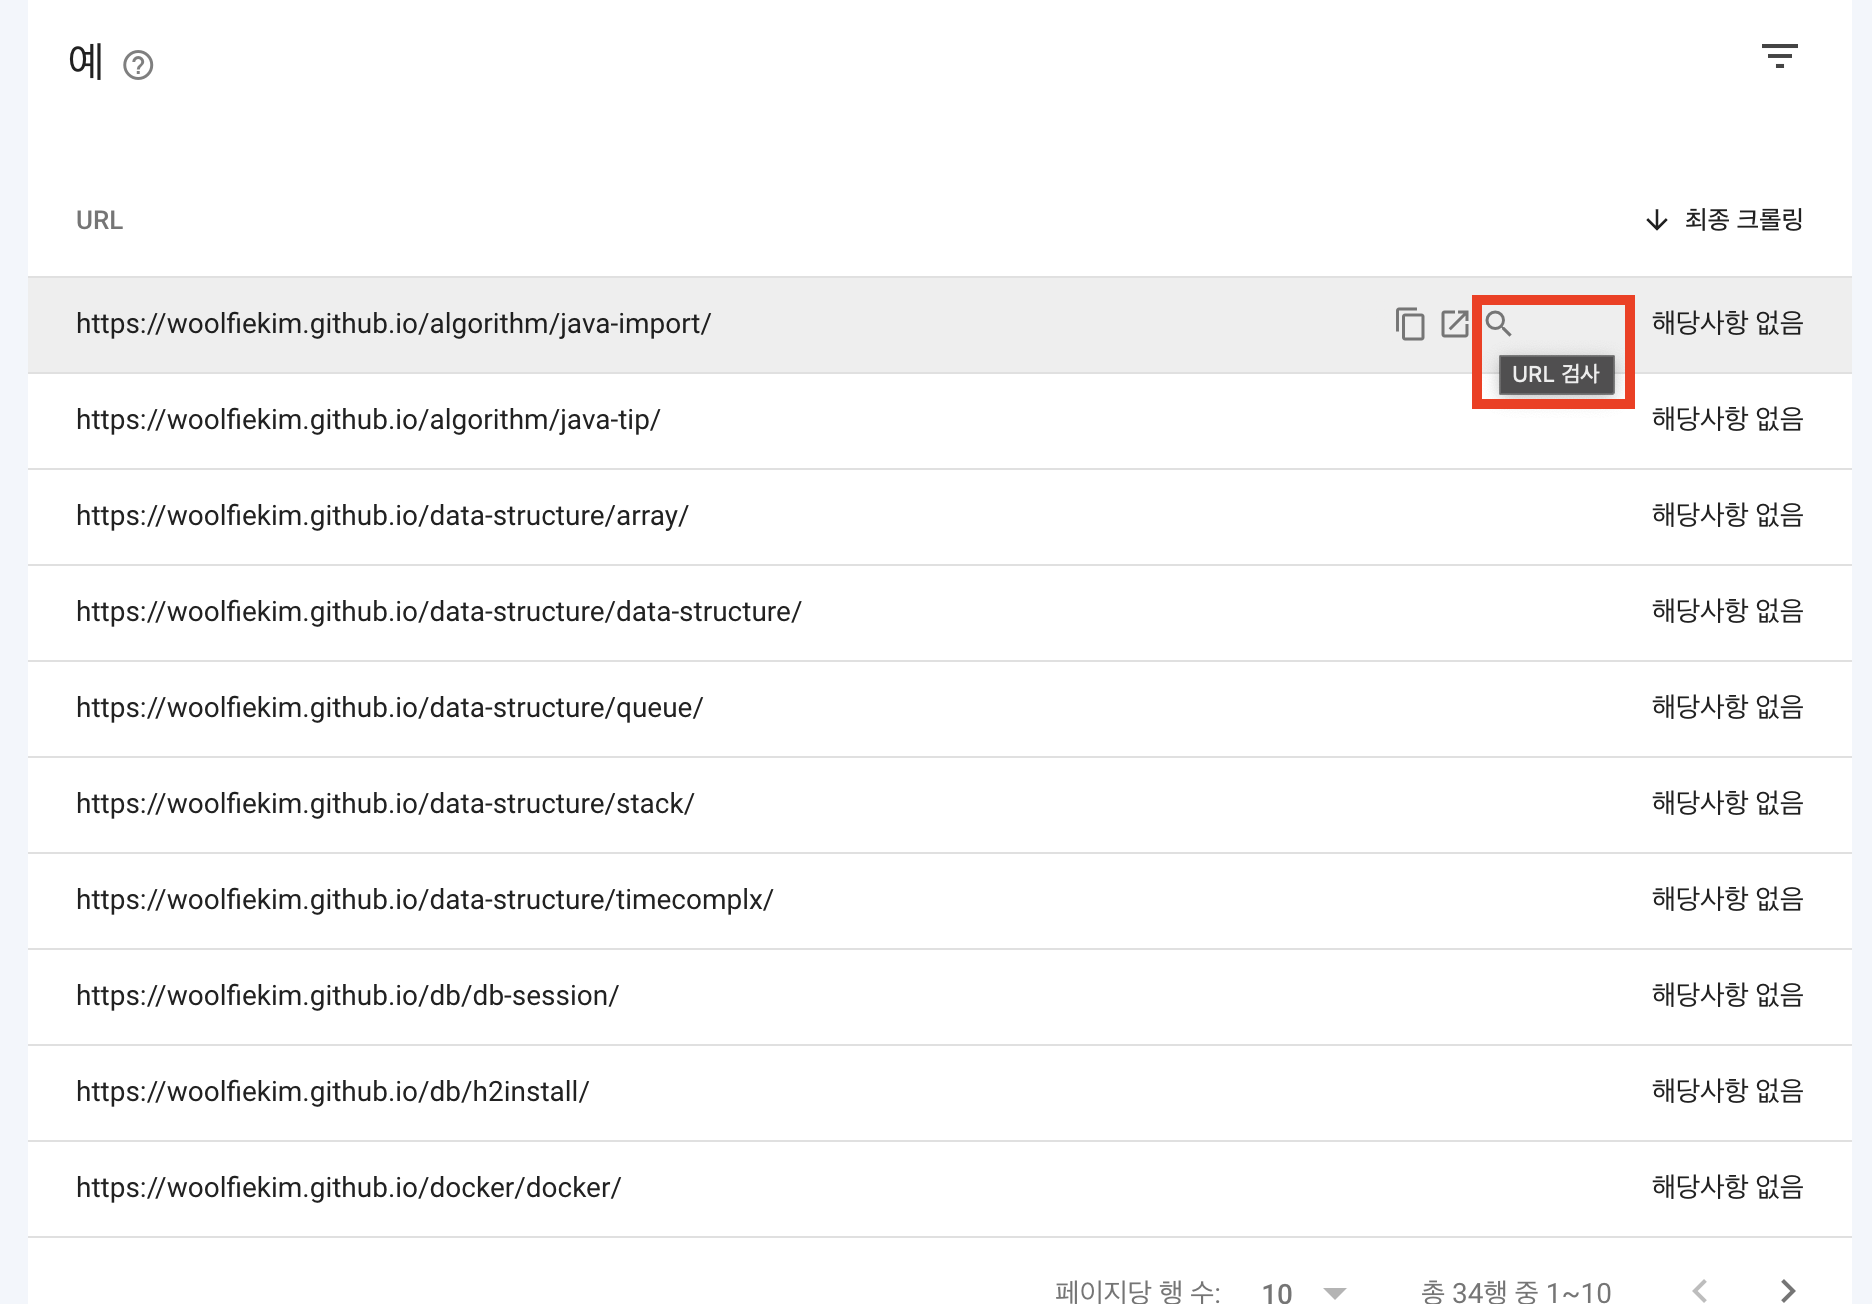 예
URL 최종 크롤링
https://woolfiekim.github.io/algorithm/java-import/ 해당사항 없음
URL 검사
https://woolfiekim.github.io/algorithm/java-tip/ 해당사항 없음
https://woolfiekim.github.io/data-structure/array/ 해당사항 없음
https://woolfiekim.github.io/data-structure/data-structure/ 해당사항 없음
https://woolfiekim.github.io/data-structure/queue/ 해당사항 없음
https://woolfiekim.github.io/data-structure/stack/ 해당사항 없음
https://woolfiekim.github.io/data-structure/timecomplx/ 해당사항 없음
https://woolfiekim.github.io/db/db-session/ 해당사항 없음
https://woolfiekim.github.io/db/h2install/ 해당사항 없음
https://woolfiekim.github.io/docker/docker/ 해당사항 없음
페이지당 행 수: 10 총 34행 중 1~10